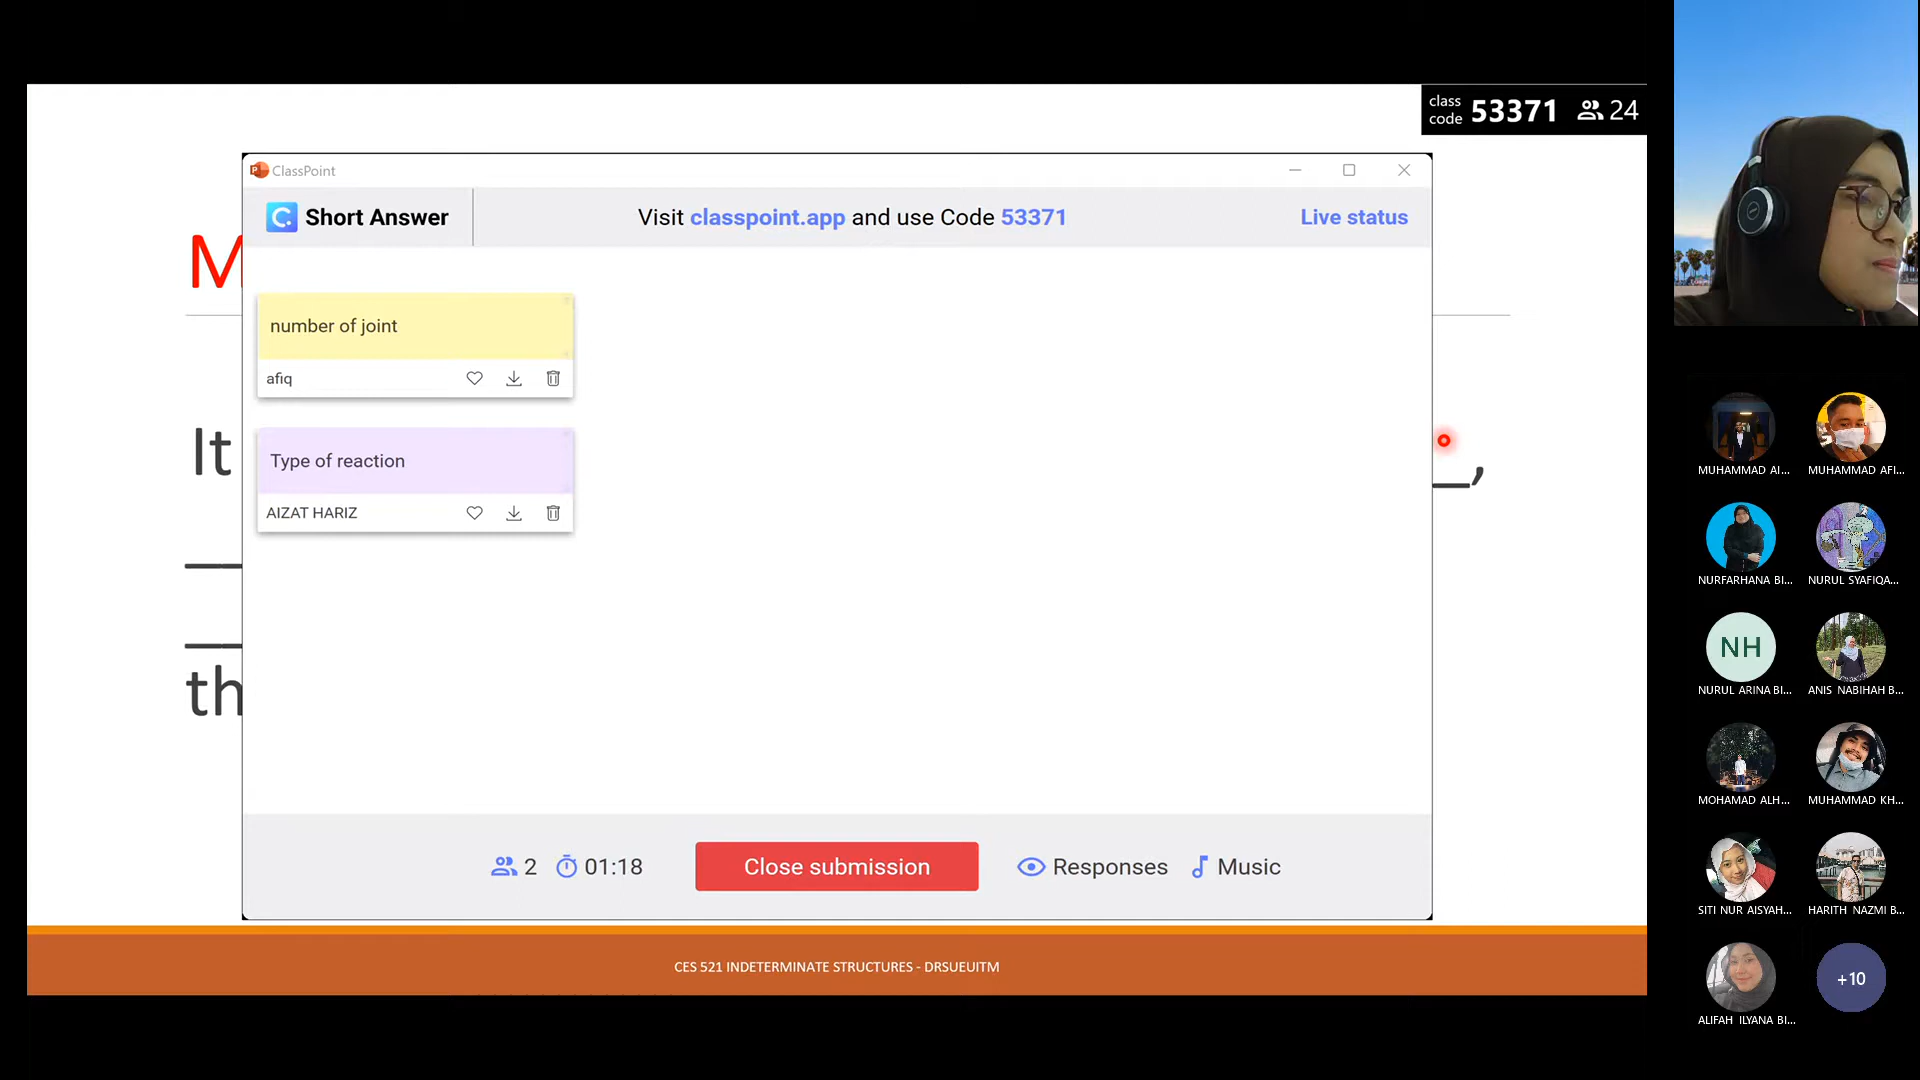 class code 53371 24
ClassPoint
Short Answer
Visit classpoint.app and use Code 53371
Live status
M
number of joint
afiq
It
__,
Type of reaction
AIZAT HARIZ
th
2 01:18 Close submission Responses Music
CES 521 INDETERMINATE STRUCTURES - DRSUEUITM
MUHAMMAD AI...
MUHAMMAD AFI...
NURFARHANA BI...
NURUL SYAFIQA...
NH
NURUL ARINA BI...
ANIS NABIHAH B...
MOHAMAD ALH...
MUHAMMAD KH...
SITI NUR AISYAH...
HARITH NAZMI B...
ALIFAH ILYANA BI...
+10